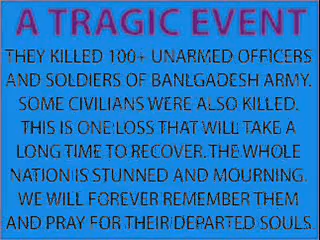 A TRAGIC EVENT
THEY KILLED 100+ UNARMED OFFICERS
AND SOLDIERS OF BANLGADESH ARMY.
SOME CIVILIANS WERE ALSO KILLED.
THIS IS ONE LOSS THAT WILL TAKE A
LONG TIME TO RECOVER. THE WHOLE
NATION IS STUNNED AND MOURNING.
WE WILL FOREVER REMEMBER THEM
AND PRAY FOR THEIR DEPARTED SOULS.